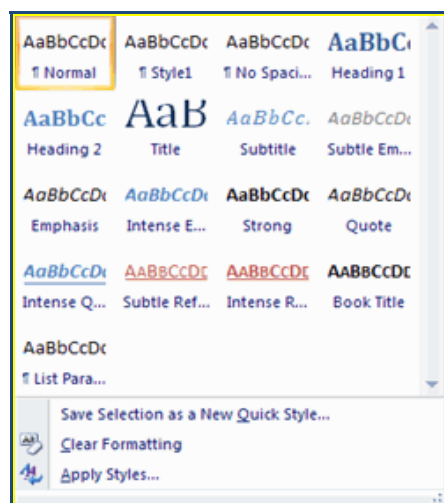 AaBbCcDc AaBbCcDc AaBbCcDc AaBbC
¶ Normal ¶ Style1 ¶ No Spaci... Heading 1
AaBbCc AaB AaBbCc. AaBbCcDc
Heading 2 Title Subtitle Subtle Em...
AaBbCcDc AaBbCcDc AaBbCcDc AaBbCcDc
Emphasis Intense E... Strong Quote
AaBbCcDc AaBbCcDc AaBbCcDc AaBbCcDc
Intense Q... Subtle Ref... Intense R... Book Title
AaBbCcDc
¶ List Para...
Save Selection as a New Quick Style...
Clear Formatting
Apply Styles...